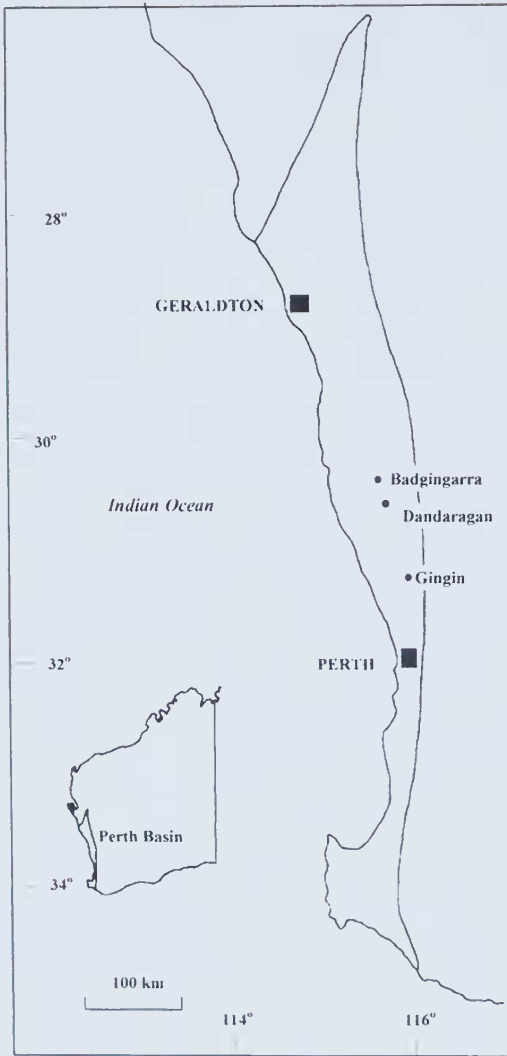 28°
GERALDTON
30°
Badgingarra
Indian Ocean
Dandaragan
Gingin
32°
PERTH
Perth Basin
34°
100 km
114°
116°